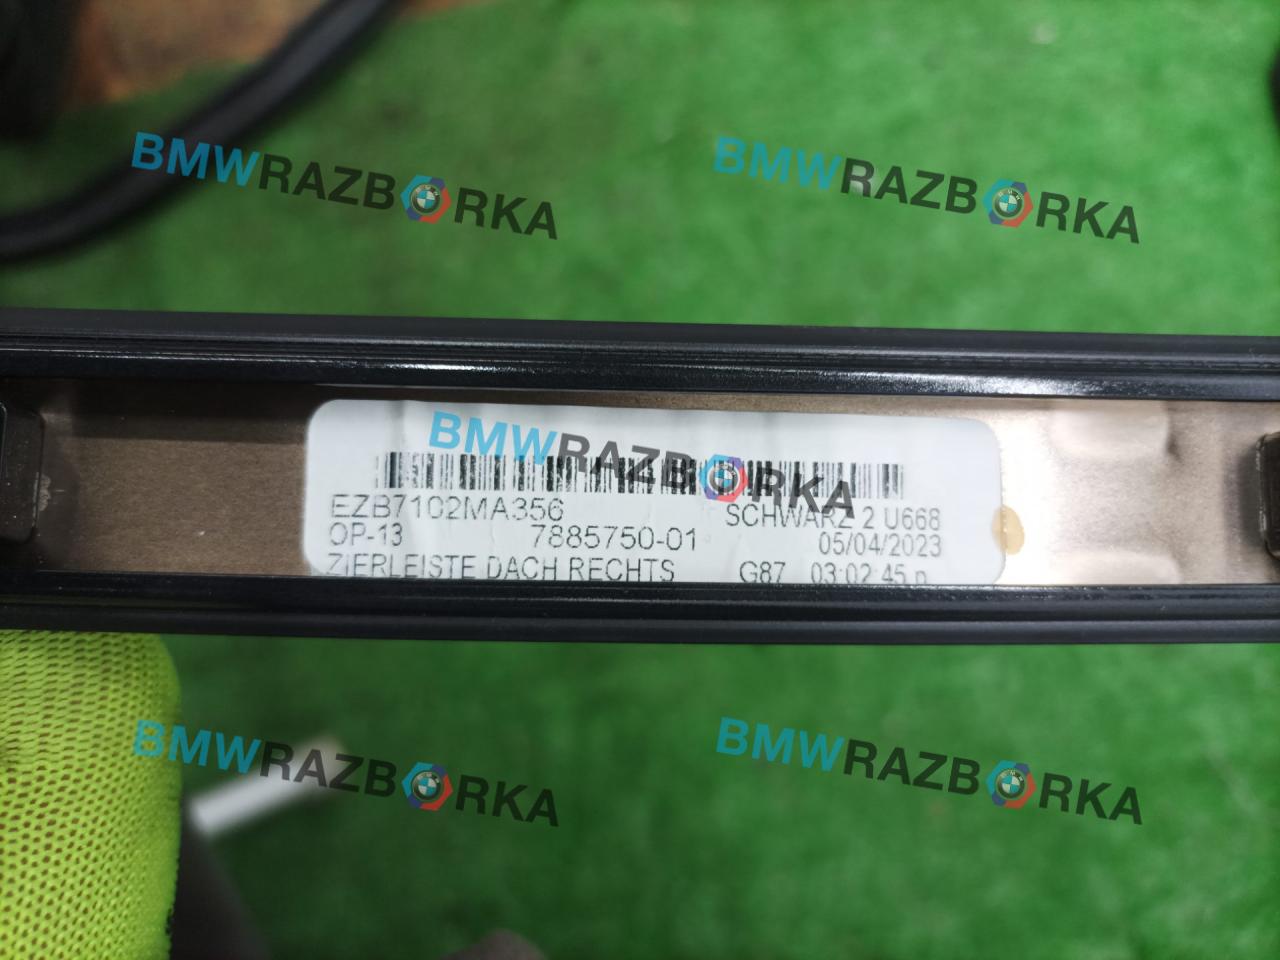 BMWRAZBORKA
BMWRAZBORKA
BMWRAZBORKA
EZB7102MA356 SCHWARZ 2 U668
OP-13 7885750-01 05/04/2023
ZIERLEISTE DACH RECHTS G87 03:02:45 p
BMWRAZBORKA
BMWRAZBORKA